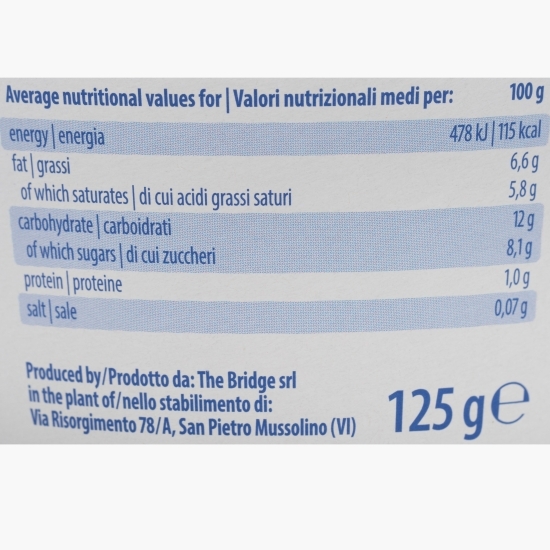 Average nutritional values for | Valori nutrizionali medi per: 100 g
energy | energia 478 kJ | 115 kcal
fat | grassi 6,6 g
of which saturates | di cui acidi grassi saturi 5,8 g
carbohydrate | carboidrati 12 g
of which sugars | di cui zuccheri 8,1 g
protein | proteine 1,0 g
salt | sale 0,07 g
Produced by/Prodotto da: The Bridge srl
in the plant of/nello stabilimento di:
Via Risorgimento 78/A, San Pietro Mussolino (VI)
125 g e